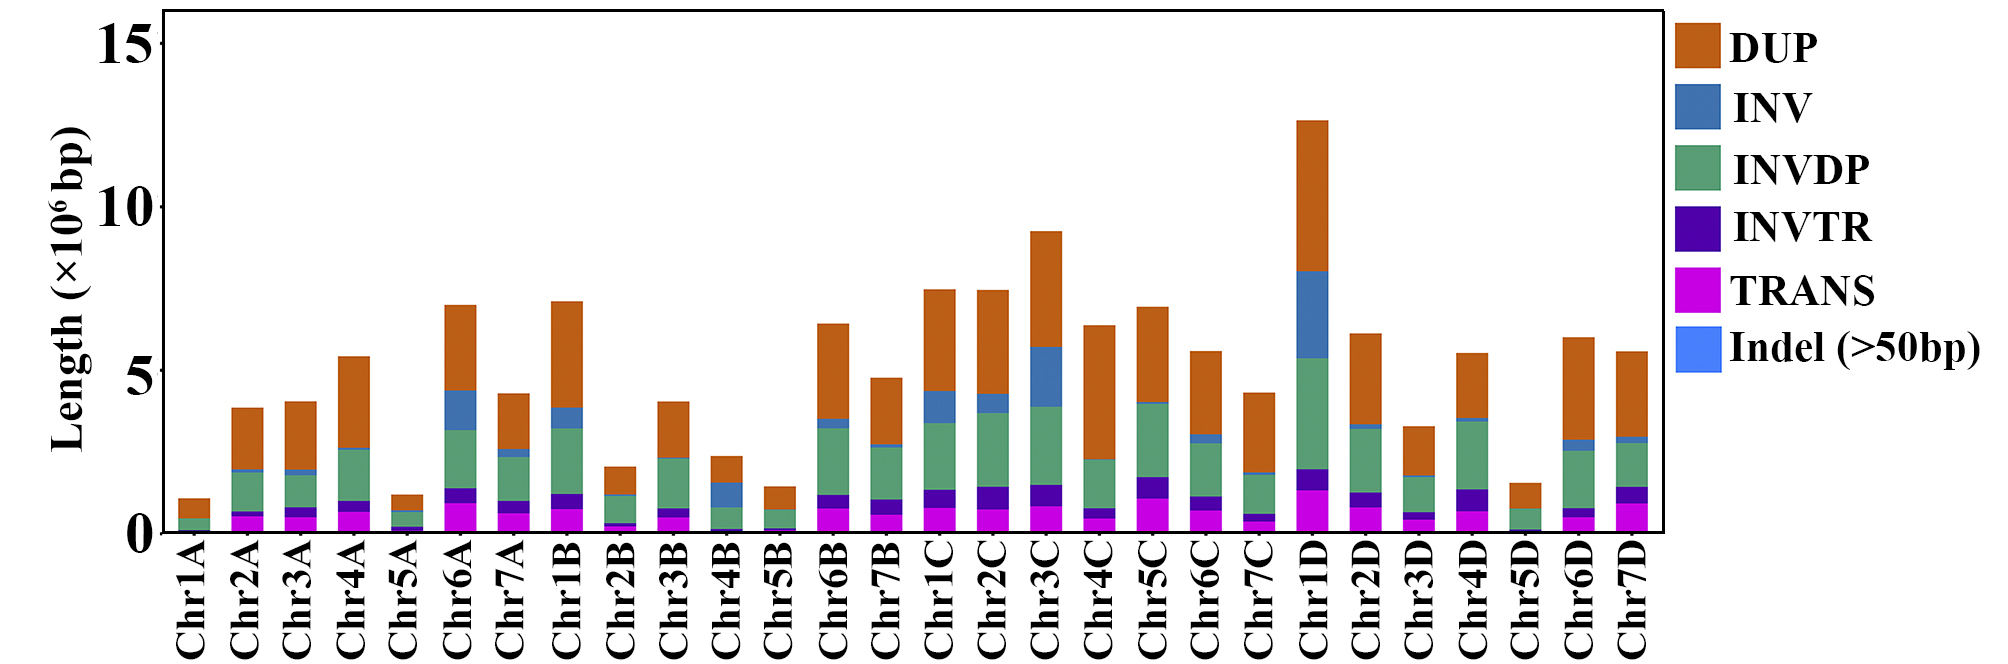 Length (×10⁶ bp)
15
10
5
0
Chr1A
Chr2A
Chr3A
Chr4A
Chr5A
Chr6A
Chr7A
Chr1B
Chr2B
Chr3B
Chr4B
Chr5B
Chr6B
Chr7B
Chr1C
Chr2C
Chr3C
Chr4C
Chr5C
Chr6C
Chr7C
Chr1D
Chr2D
Chr3D
Chr4D
Chr5D
Chr6D
Chr7D
DUP
INV
INVDP
INVTR
TRANS
Indel (>50bp)